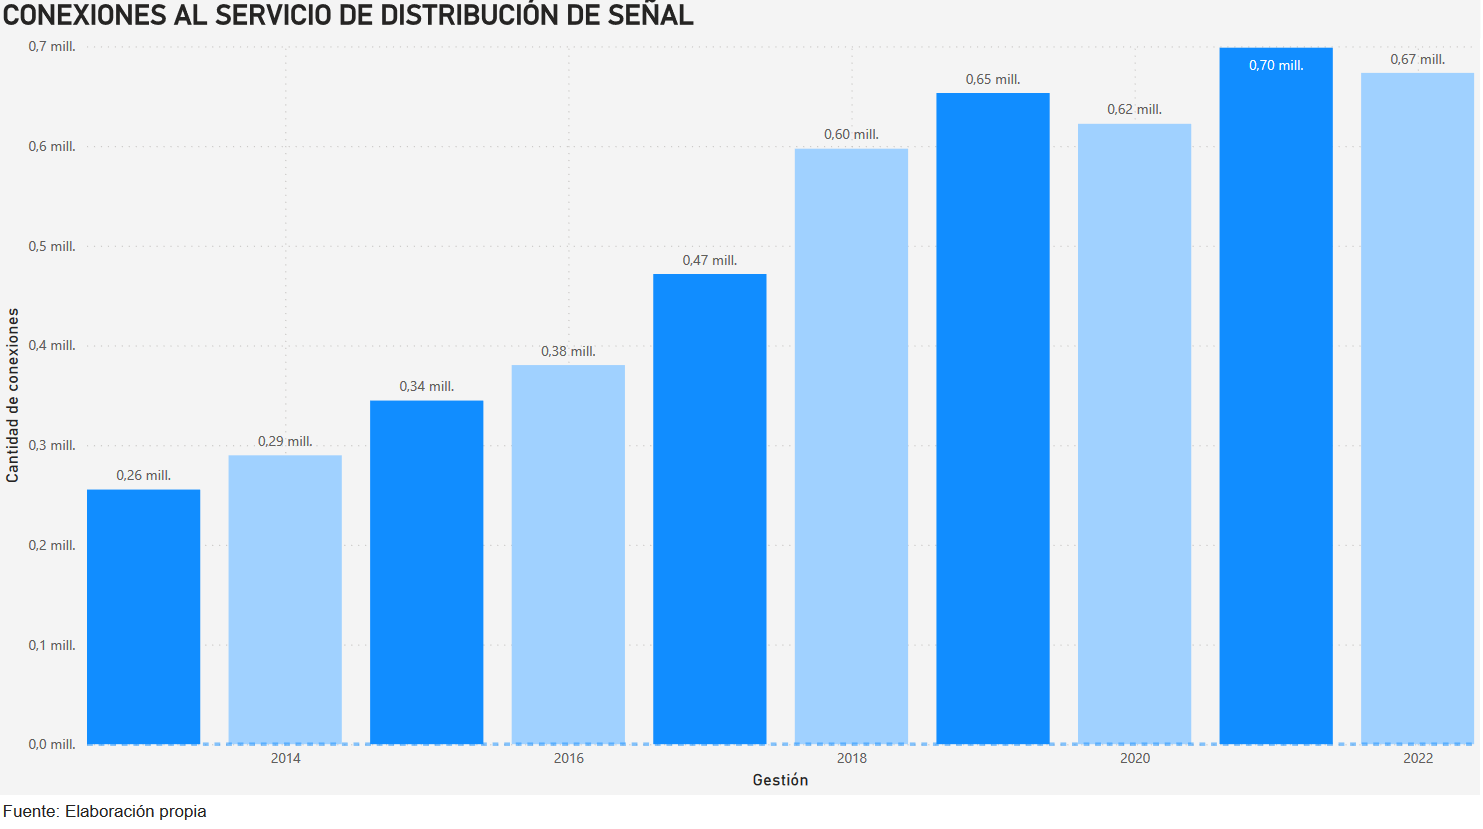 CONEXIONES AL SERVICIO DE DISTRIBUCIÓN DE SEÑAL
0,7 mill.
0,6 mill.
0,5 mill.
0,4 mill.
0,3 mill.
0,2 mill.
0,1 mill.
0,0 mill.
Cantidad de conexiones
0,26 mill.
0,29 mill.
0,34 mill.
0,38 mill.
0,47 mill.
0,60 mill.
0,65 mill.
0,62 mill.
0,70 mill.
0,67 mill.
2014
2016
2018
2020
2022
Gestión
Fuente: Elaboración propia